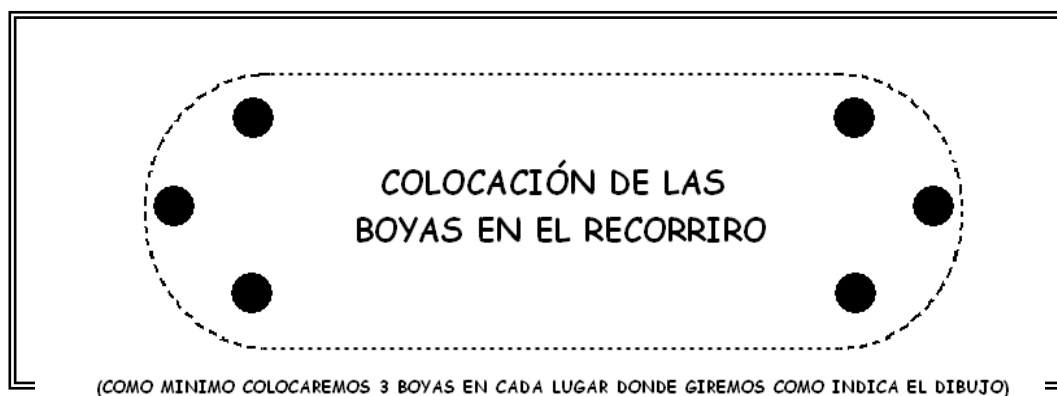 COLOCACIÓN DE LAS
BOYAS EN EL RECORRIRO
(COMO MINIMO COLOCAREMOS 3 BOYAS EN CADA LUGAR DONDE GIREMOS COMO INDICA EL DIBUJO)